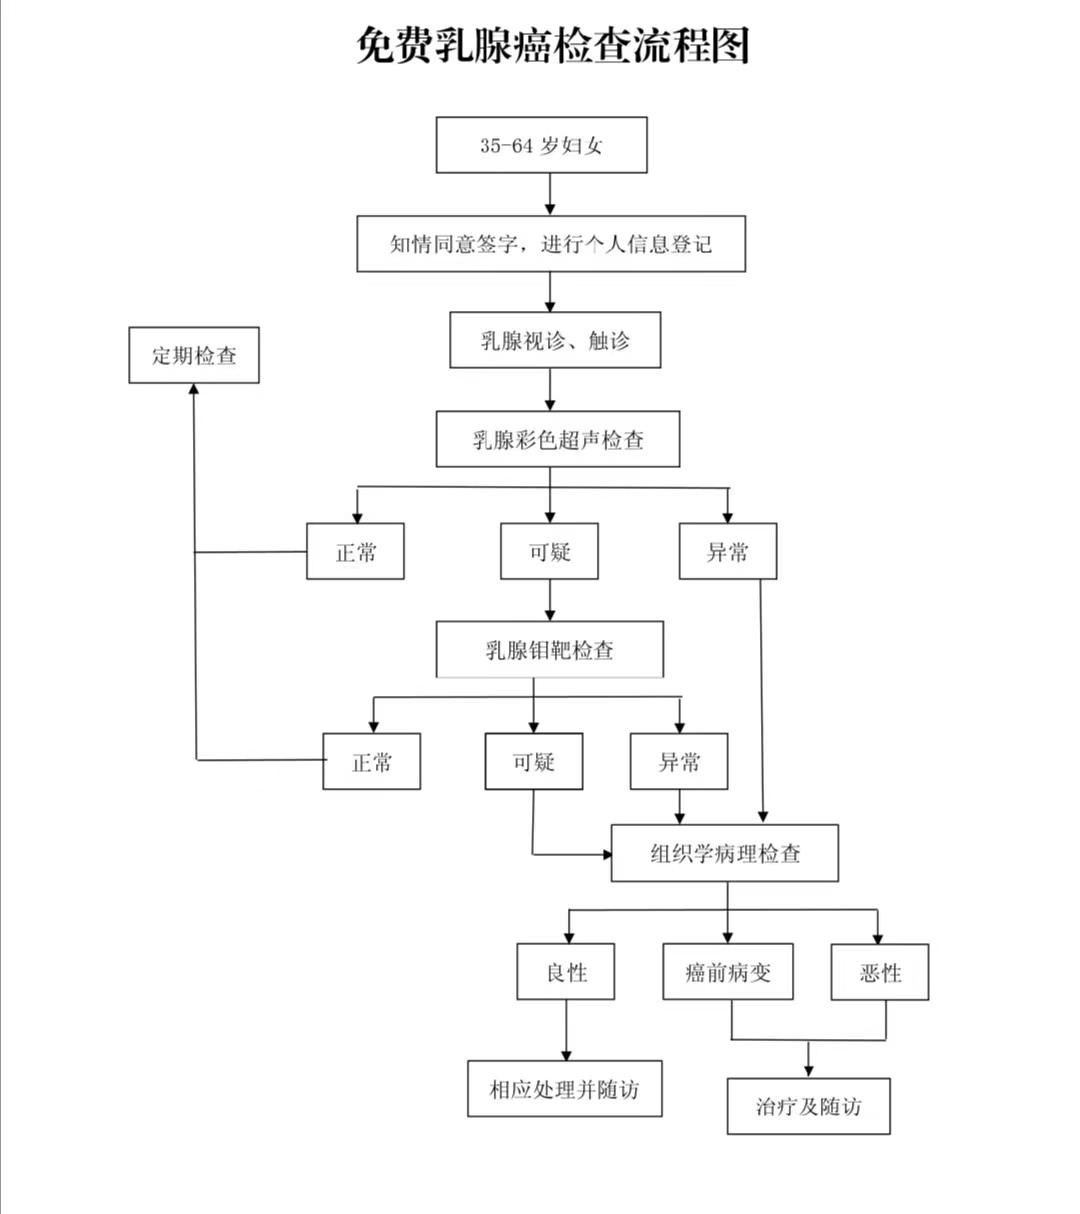 免费乳腺癌检查流程图
35-64 岁妇女
知情同意签字，进行个人信息登记
乳腺视诊、触诊
定期检查
乳腺彩色超声检查
正常
可疑
异常
乳腺钼靶检查
正常
可疑
异常
组织学病理检查
良性
癌前病变
恶性
相应处理并随访
治疗及随访